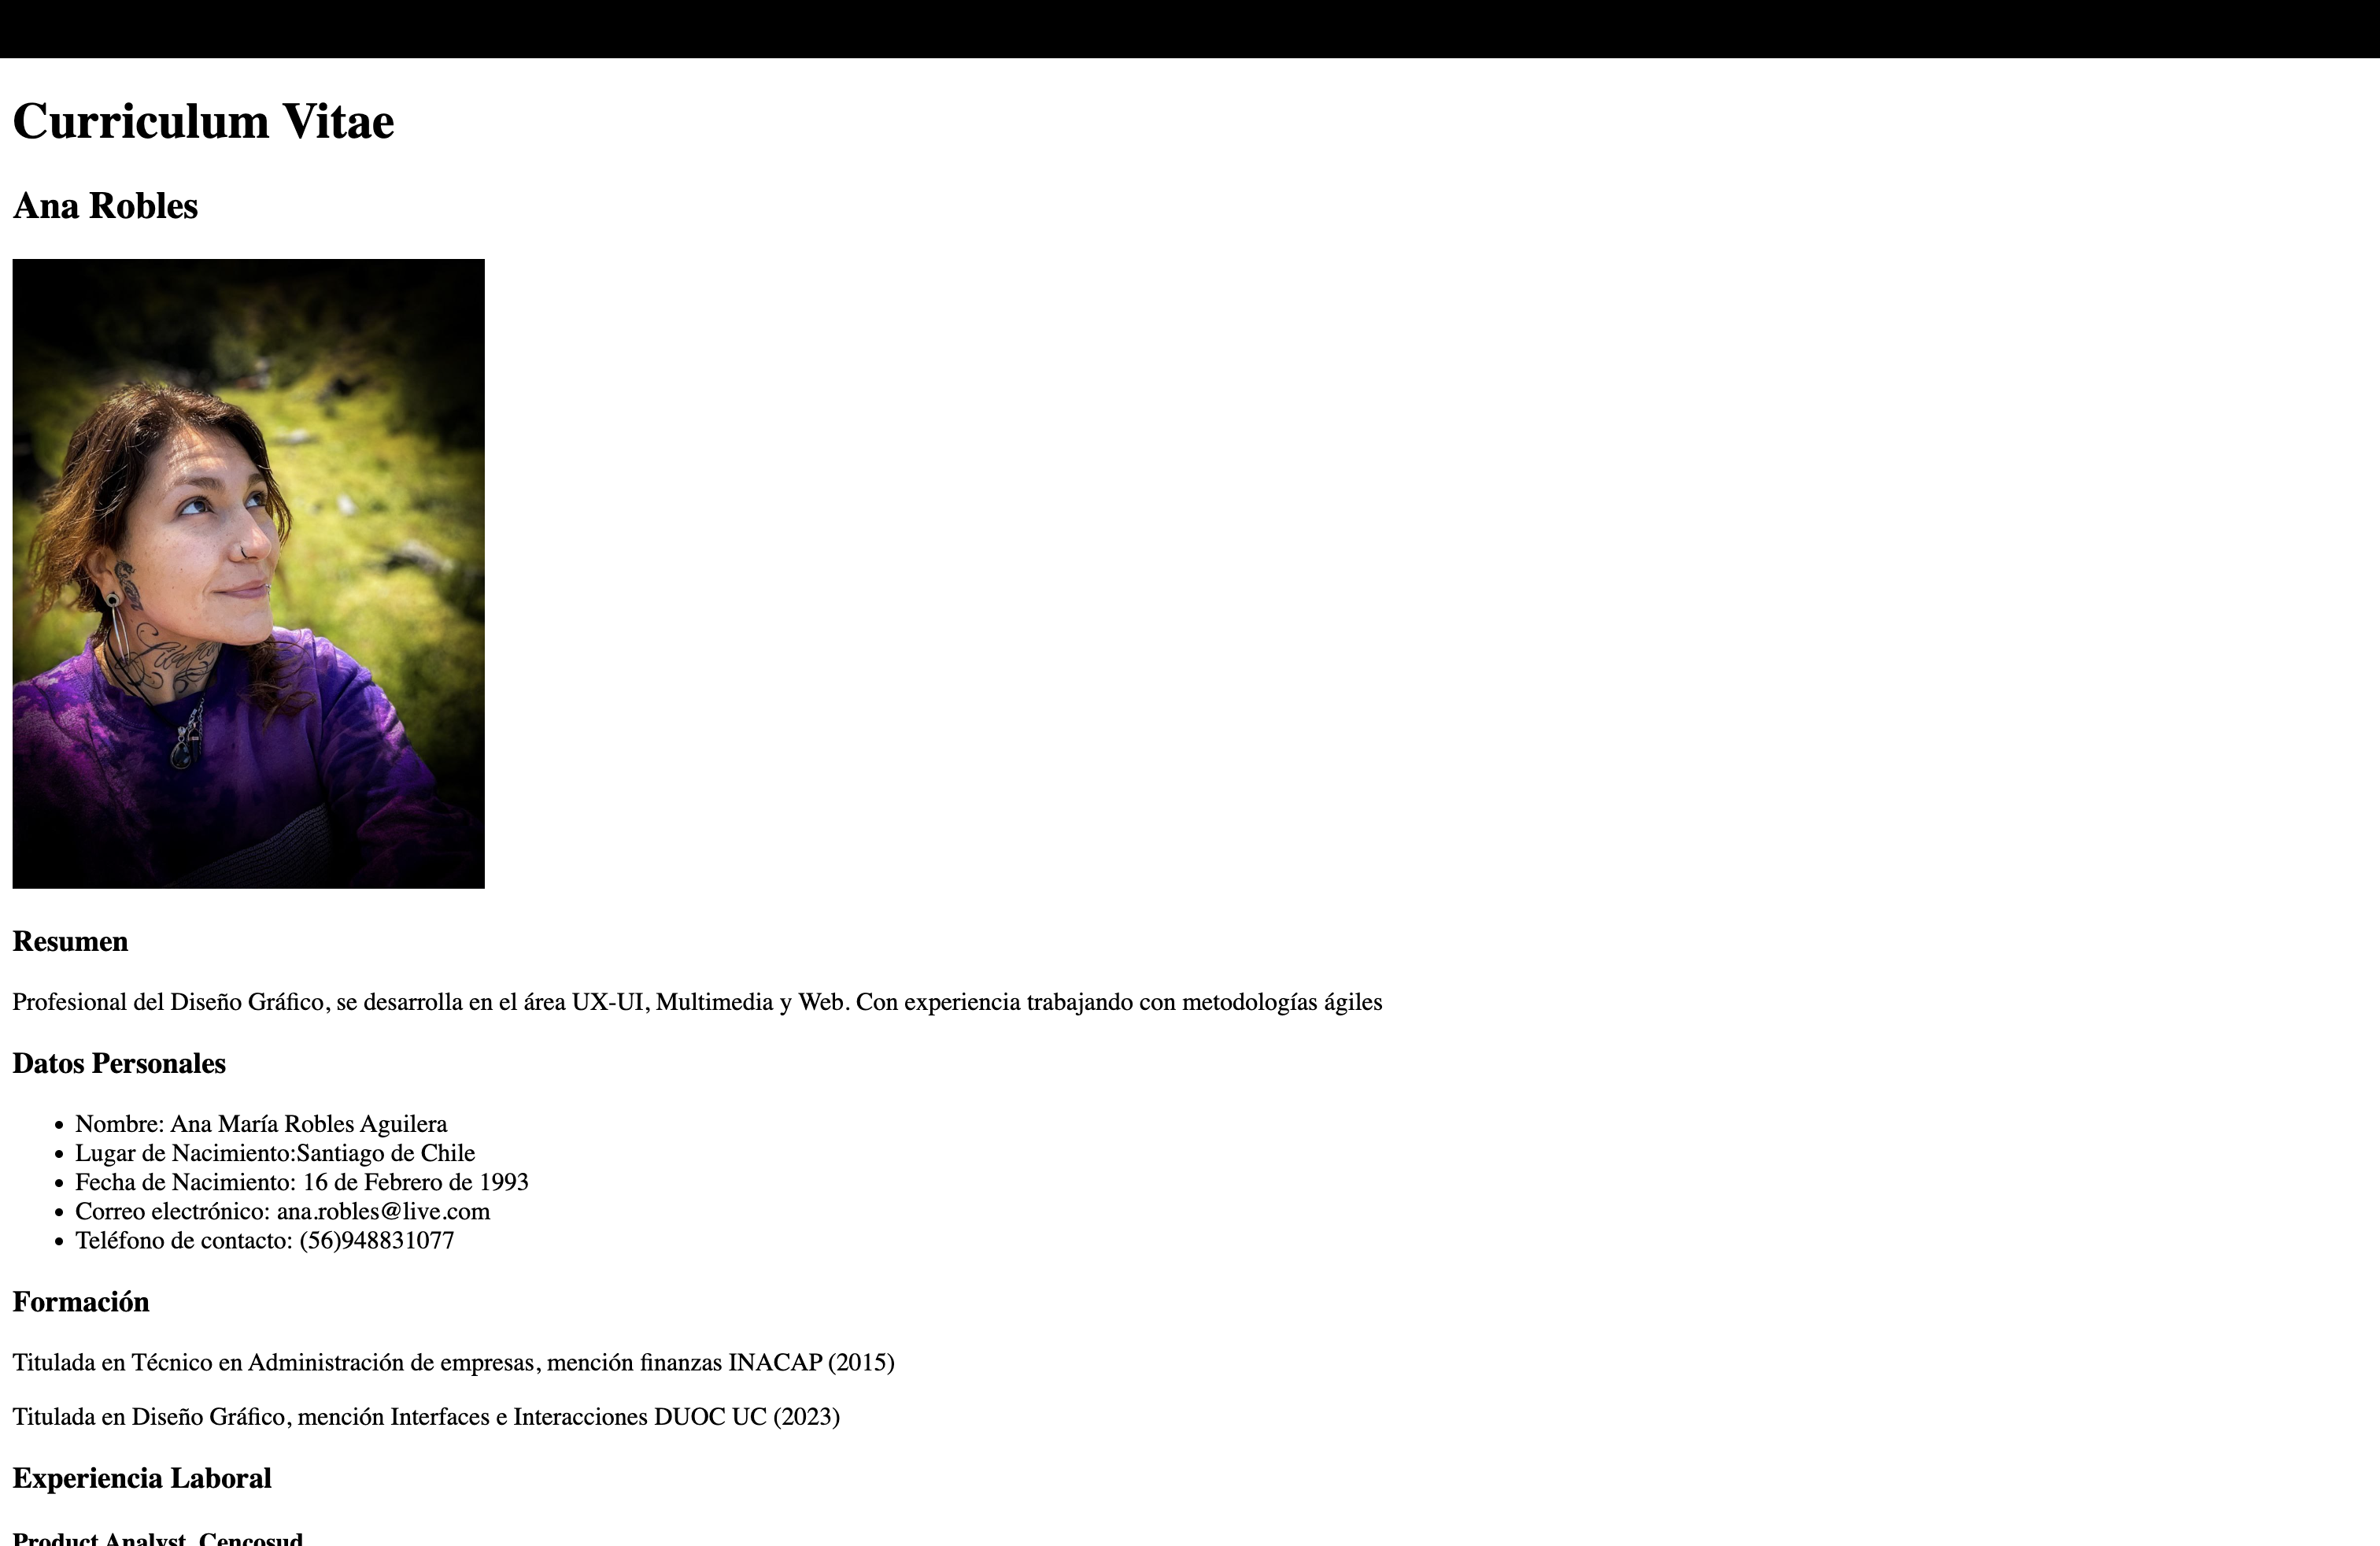 Curriculum Vitae
Ana Robles
Resumen
Profesional del Diseño Gráfico, se desarrolla en el área UX-UI, Multimedia y Web. Con experiencia trabajando con metodologías ágiles
Datos Personales
Nombre: Ana María Robles Aguilera
Lugar de Nacimiento:Santiago de Chile
Fecha de Nacimiento: 16 de Febrero de 1993
Correo electrónico: ana.robles@live.com
Teléfono de contacto: (56)948831077
Formación
Titulada en Técnico en Administración de empresas, mención finanzas INACAP (2015)
Titulada en Diseño Gráfico, mención Interfaces e Interacciones DUOC UC (2023)
Experiencia Laboral
Product Analyst, Cencosud